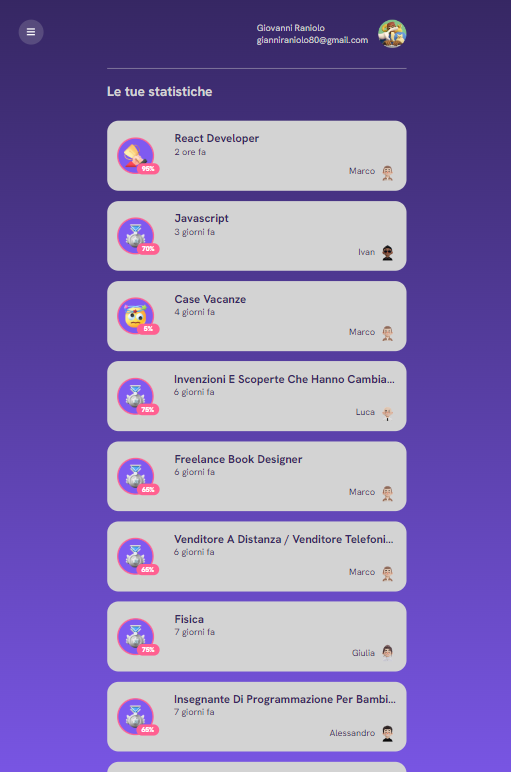 Giovanni Raniolo
gianniraniolo80@gmail.com
Le tue statistiche
React Developer
2 ore fa
95%
Marco
Javascript
3 giorni fa
70%
Ivan
Case Vacanze
4 giorni fa
5%
Marco
Invenzioni E Scoperte Che Hanno Cambia...
6 giorni fa
75%
Luca
Freelance Book Designer
6 giorni fa
65%
Marco
Venditore A Distanza / Venditore Telefoni...
6 giorni fa
65%
Marco
Fisica
7 giorni fa
75%
Giulia
Insegnante Di Programmazione Per Bambi...
7 giorni fa
65%
Alessandro